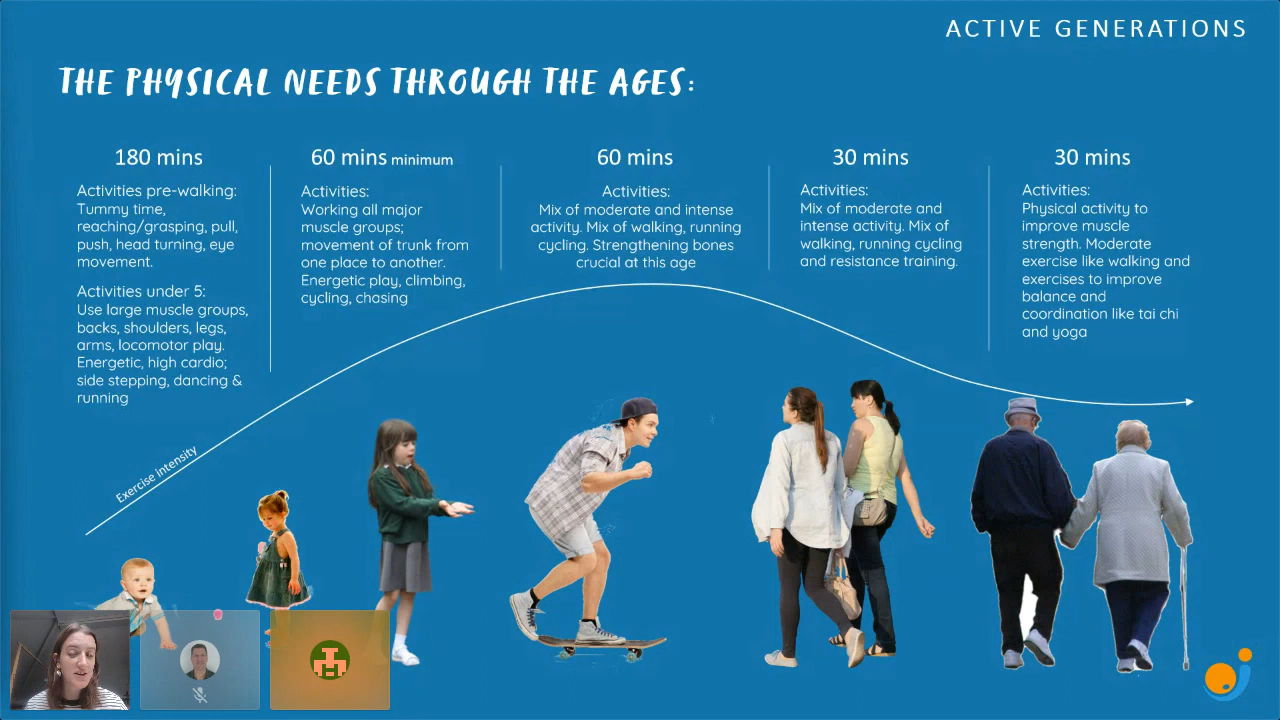 ACTIVE GENERATIONS
THE PHYSICAL NEEDS THROUGH THE AGES:
180 mins
Activities pre-walking:
Tummy time,
reaching/grasping, pull,
push, head turning, eye
movement.
Activities under 5:
Use large muscle groups,
backs, shoulders, legs,
arms, locomotor play.
Energetic, high cardio;
side stepping, dancing &
running
60 mins minimum
Activities:
Working all major
muscle groups;
movement of trunk from
one place to another.
Energetic play, climbing,
cycling, chasing
60 mins
Activities:
Mix of moderate and intense
activity. Mix of walking, running
cycling. Strengthening bones
crucial at this age
30 mins
Activities:
Mix of moderate and
intense activity. Mix of
walking, running cycling
and resistance training.
30 mins
Activities:
Physical activity to
improve muscle
strength. Moderate
exercise like walking and
exercises to improve
balance and
coordination like tai chi
and yoga
Exercise intensity